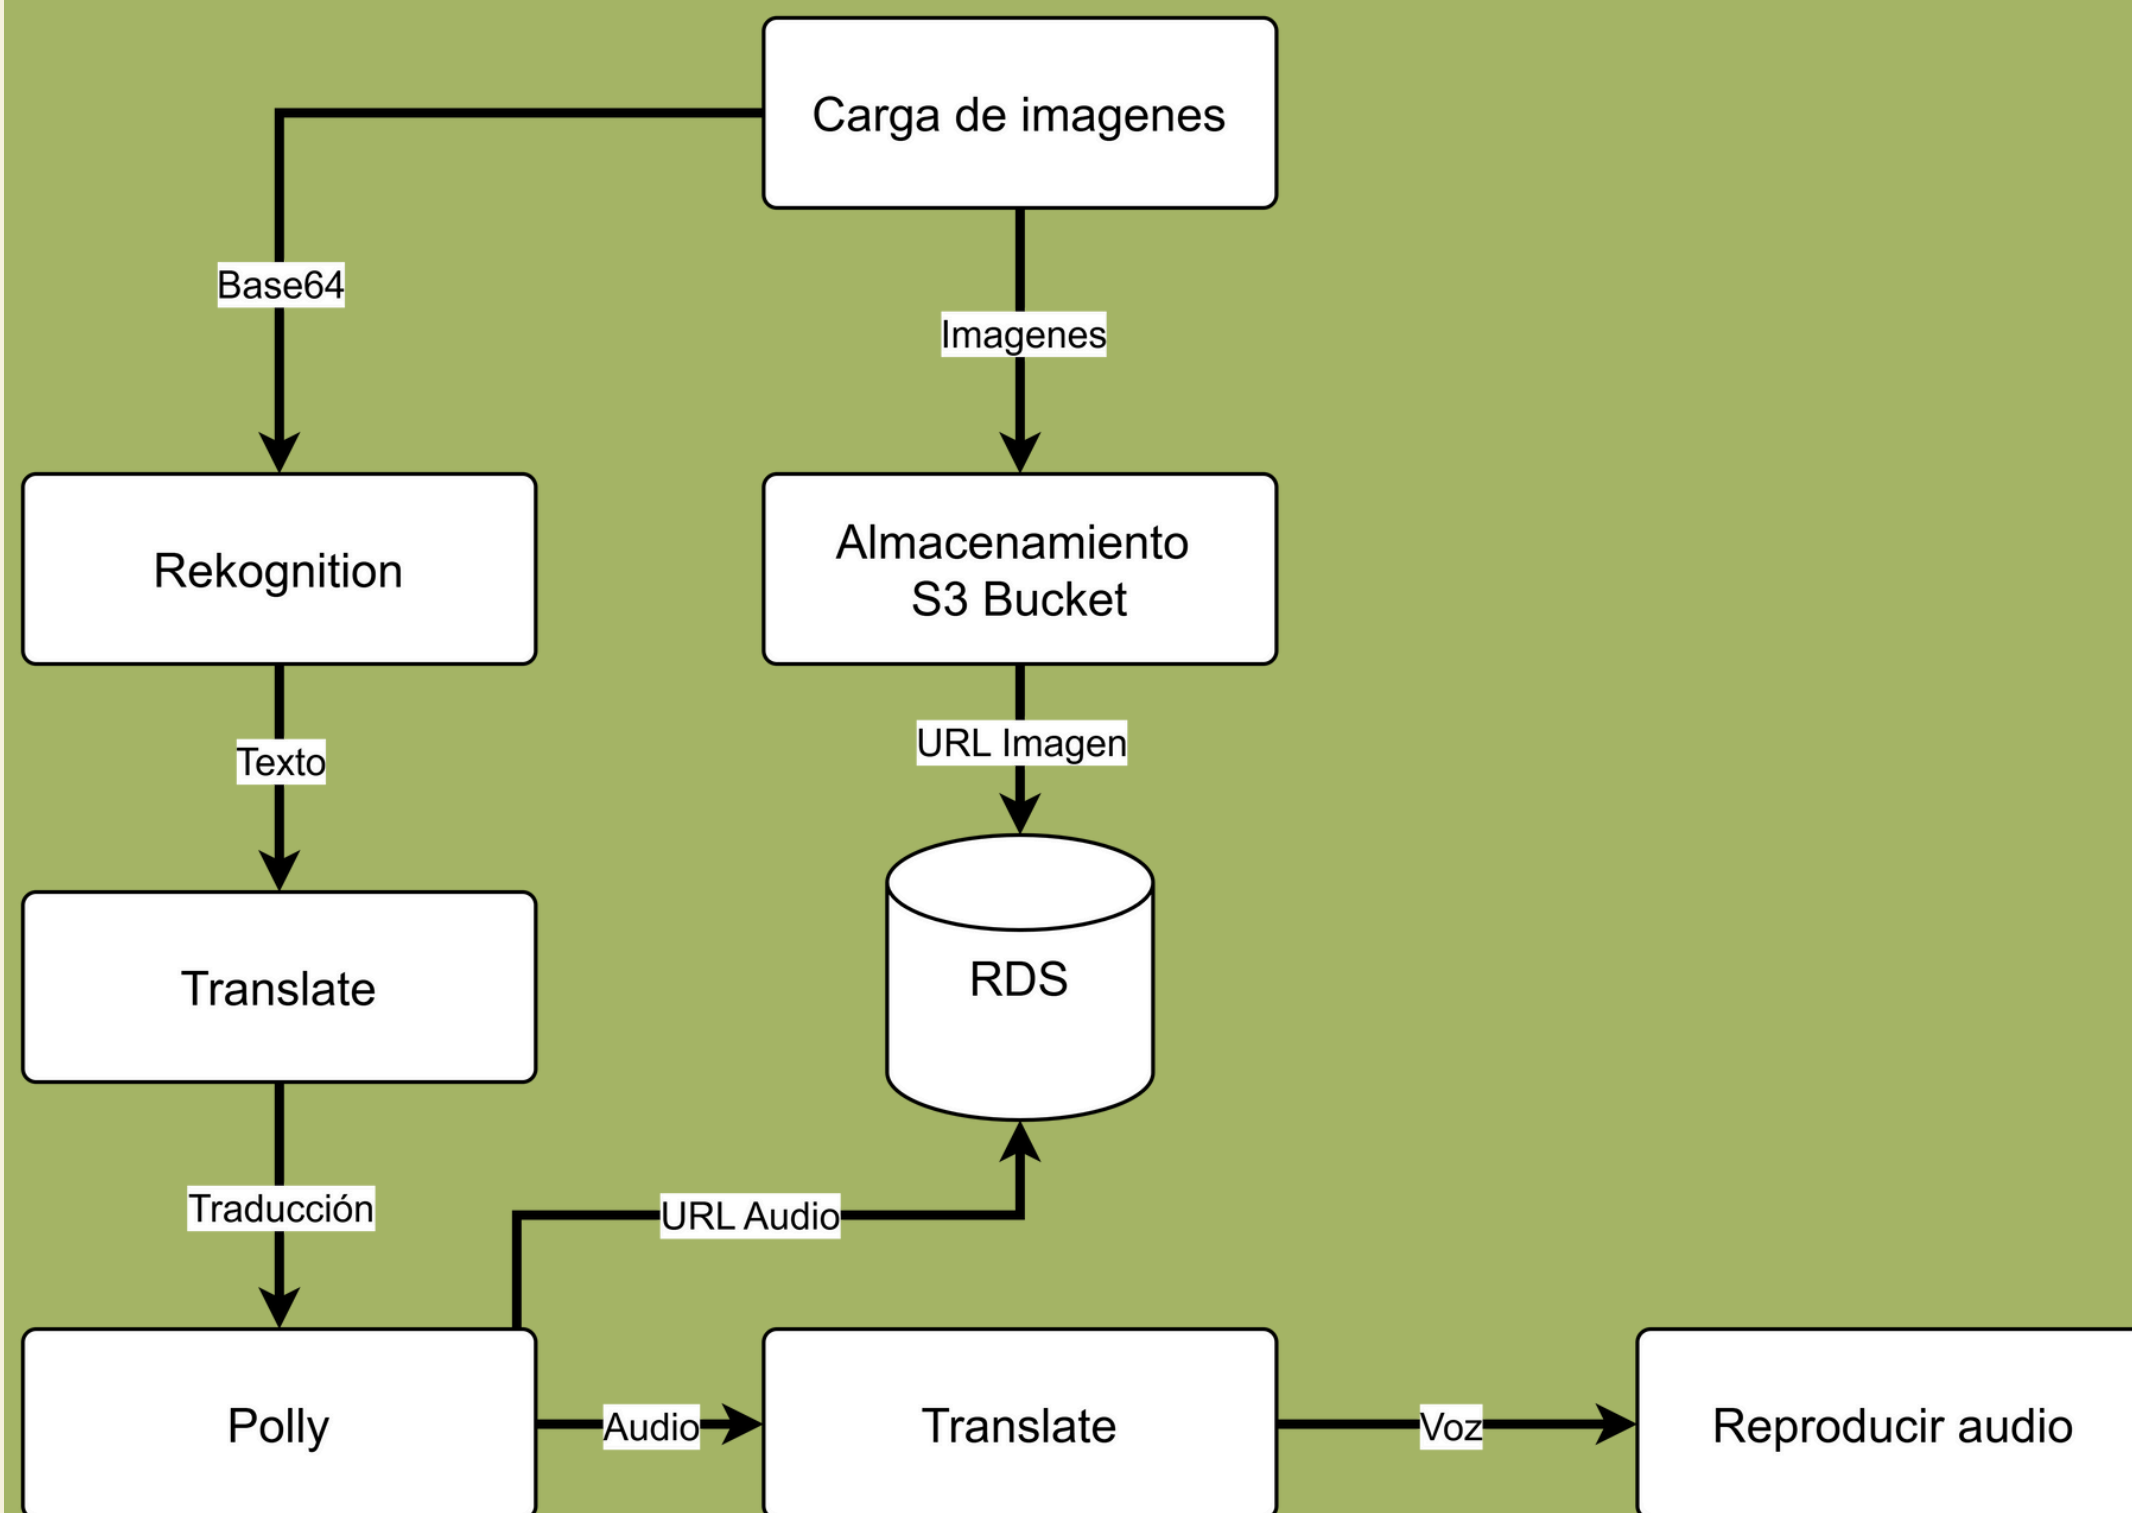 Carga de imagenes
Base64
Imagenes
Rekognition
Almacenamiento
S3 Bucket
Texto
URL Imagen
Translate
RDS
Traducción
URL Audio
Polly
Audio
Translate
Voz
Reproducir audio